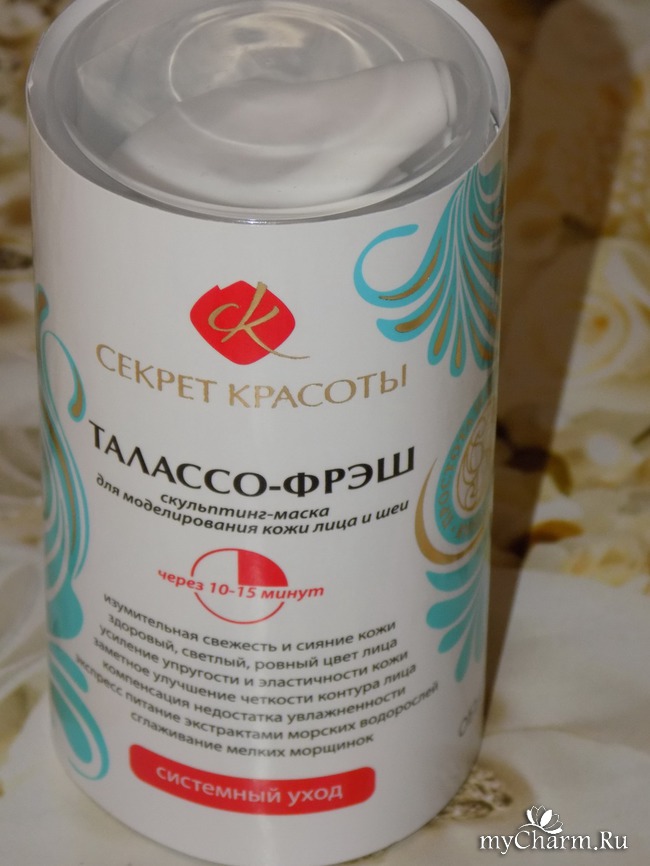 СК
СЕКРЕТ КРАСОТЫ
ТАЛАССО-ФРЭШ
скульптинг-маска
для моделирования кожи лица и шеи
через 10-15 минут
изумительная свежесть и сияние кожи
здоровый, светлый, ровный цвет лица
усиление упругости и эластичности кожи
заметное улучшение четкости контура лица
компенсация недостатка увлажненности
экспресс питание экстрактами морских водорослей
сглаживание мелких морщинок
системный уход
myCharm.Ru